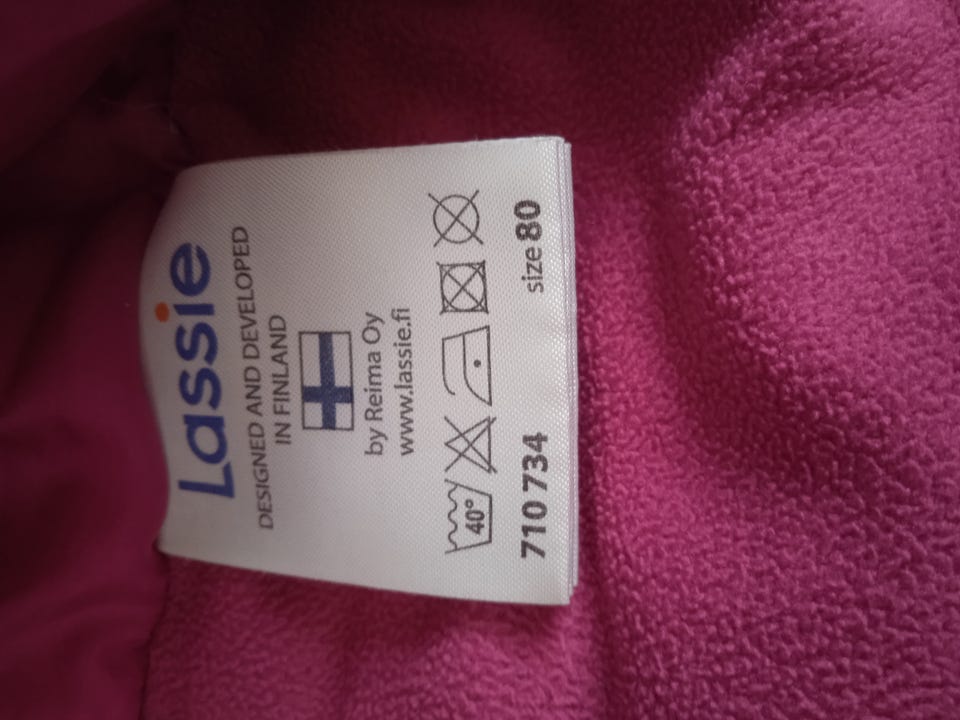 Lassie
DESIGNED AND DEVELOPED
IN FINLAND
by Reima Oy
www.lassie.fi
40°
710 734 size 80